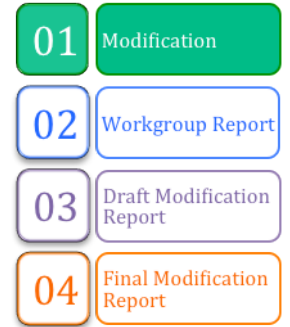 01
Modification
02
Workgroup Report
03
Draft Modification
Report
04
Final Modification
Report